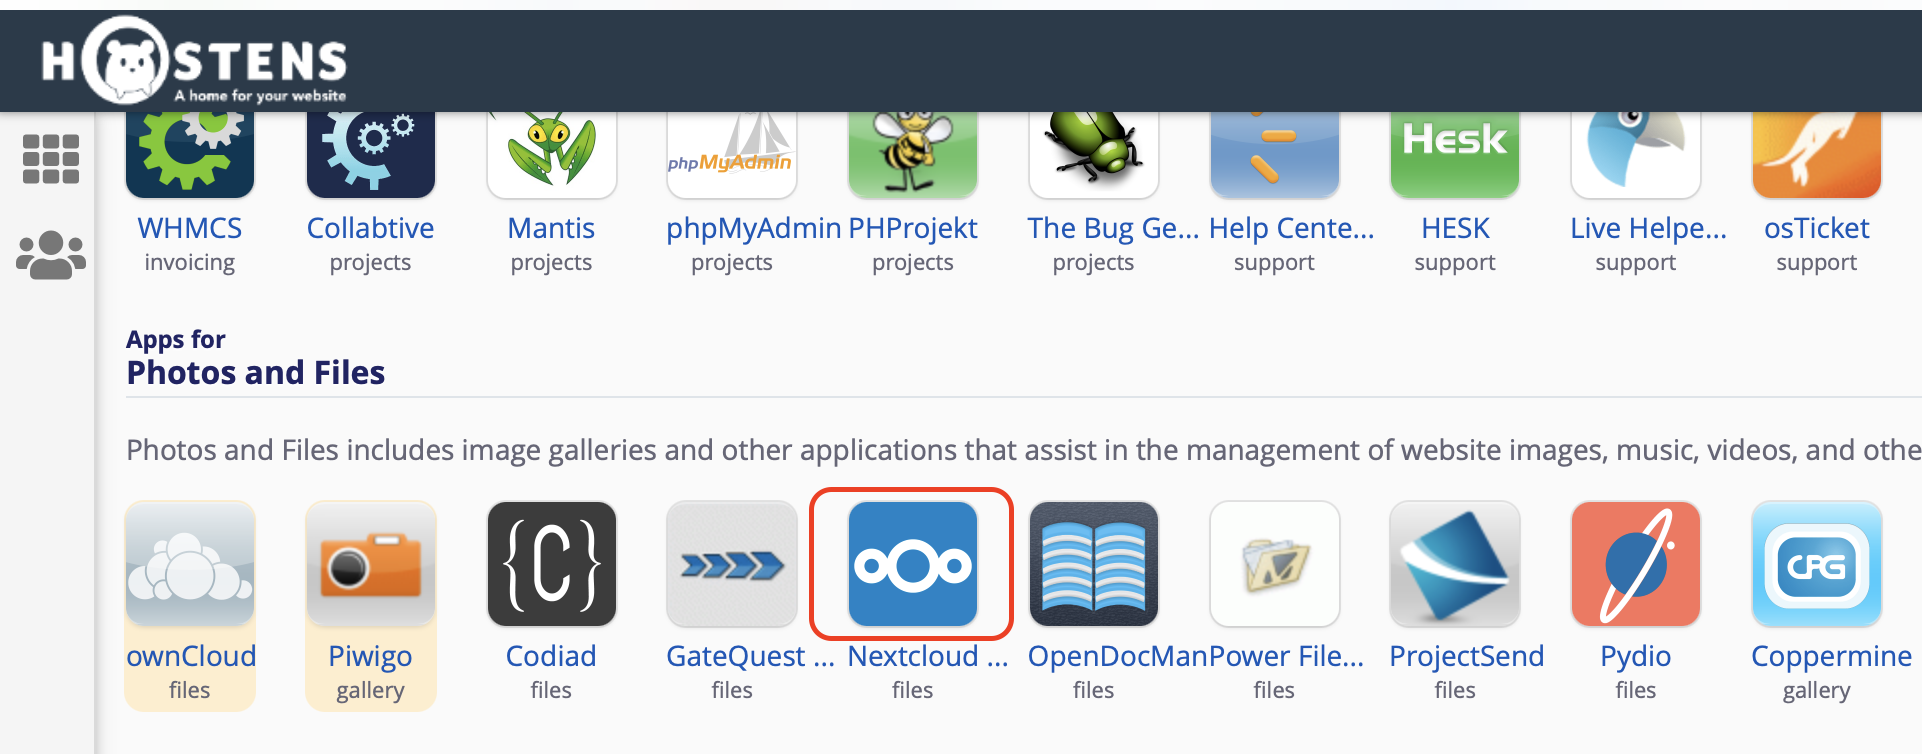 HOSTENS
A home for your website
phpMyAdmin
HESK
WHMCS Collabtive Mantis phpMyAdmin PHProjekt The Bug Ge... Help Cente... HESK Live Helpe... osTicket
invoicing projects projects projects projects projects support support support support
Apps for
Photos and Files
Photos and Files includes image galleries and other applications that assist in the management of website images, music, videos, and othe
{C}
CPG
ownCloud Piwigo Codiad GateQuest ... Nextcloud ... OpenDocMan Power File... ProjectSend Pydio Coppermine
files gallery files files files files files files files gallery